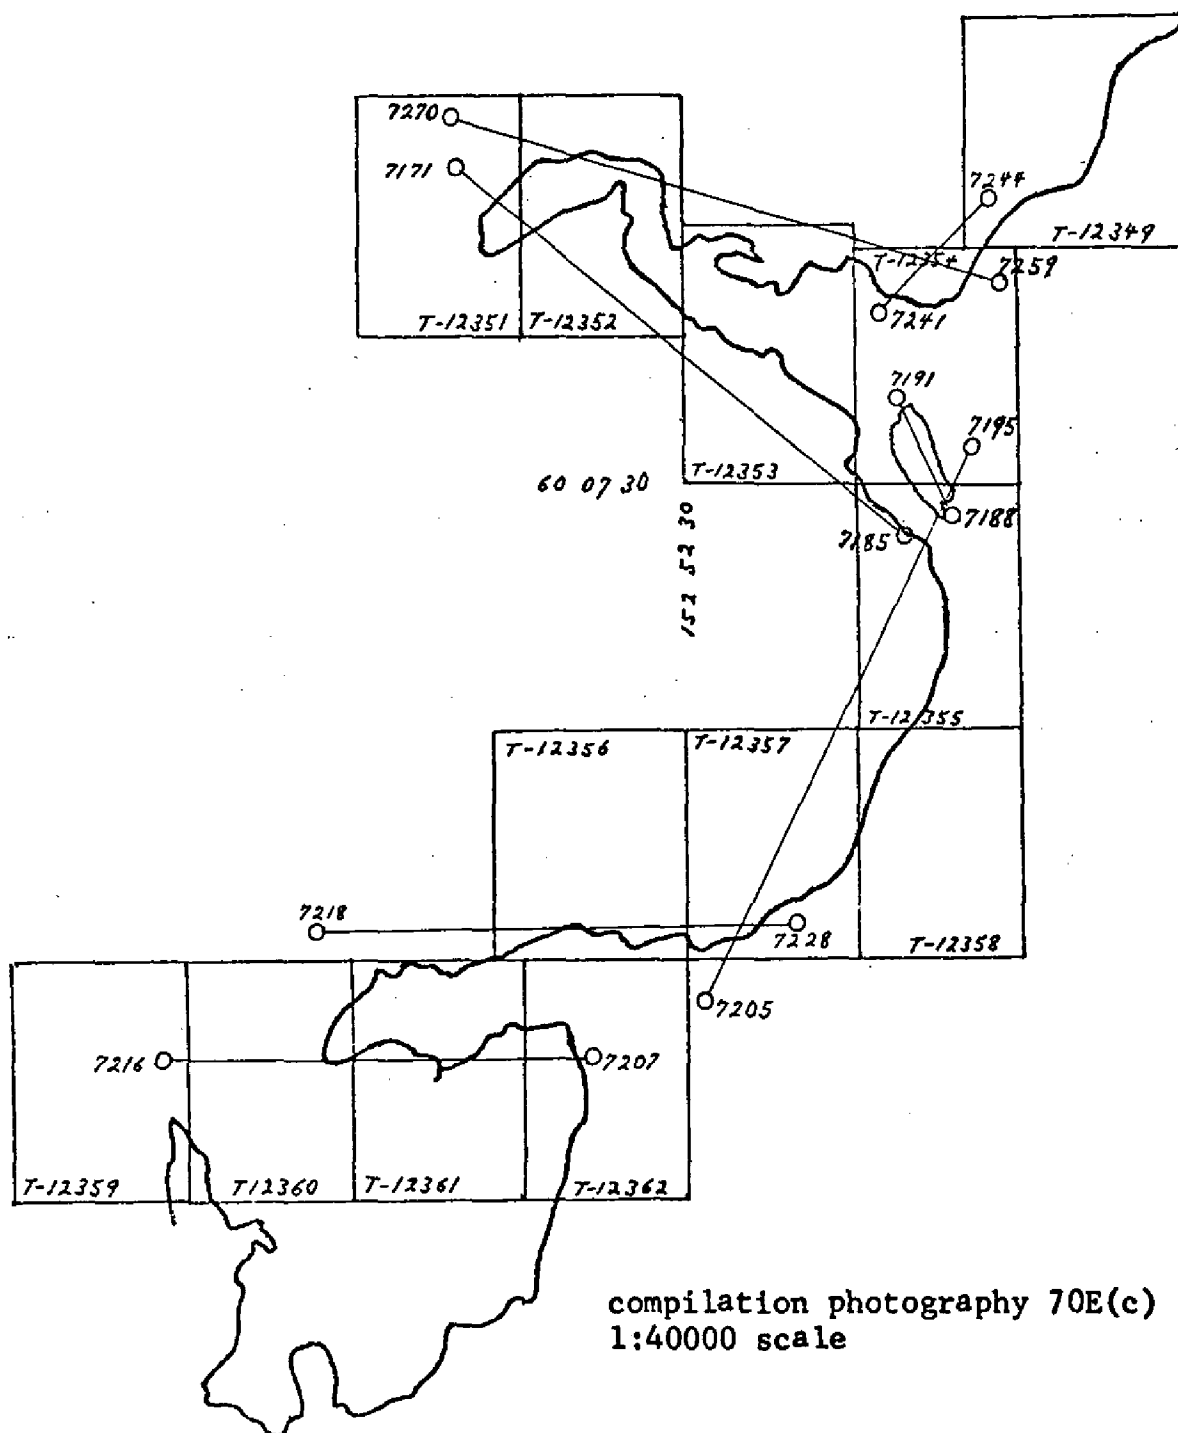 7270
7171
7244
T-12349
T-12354
7259
7241
T-12351
T-12352
7191
7195
T-12353
60 07 30
152 52 30
7188
7185
T-12355
T-12356
T-12357
7218
7228
T-12358
7205
7216
7207
T-12359
T12360
T-12361
T-12362
compilation photography 70E(c)
1:40000 scale